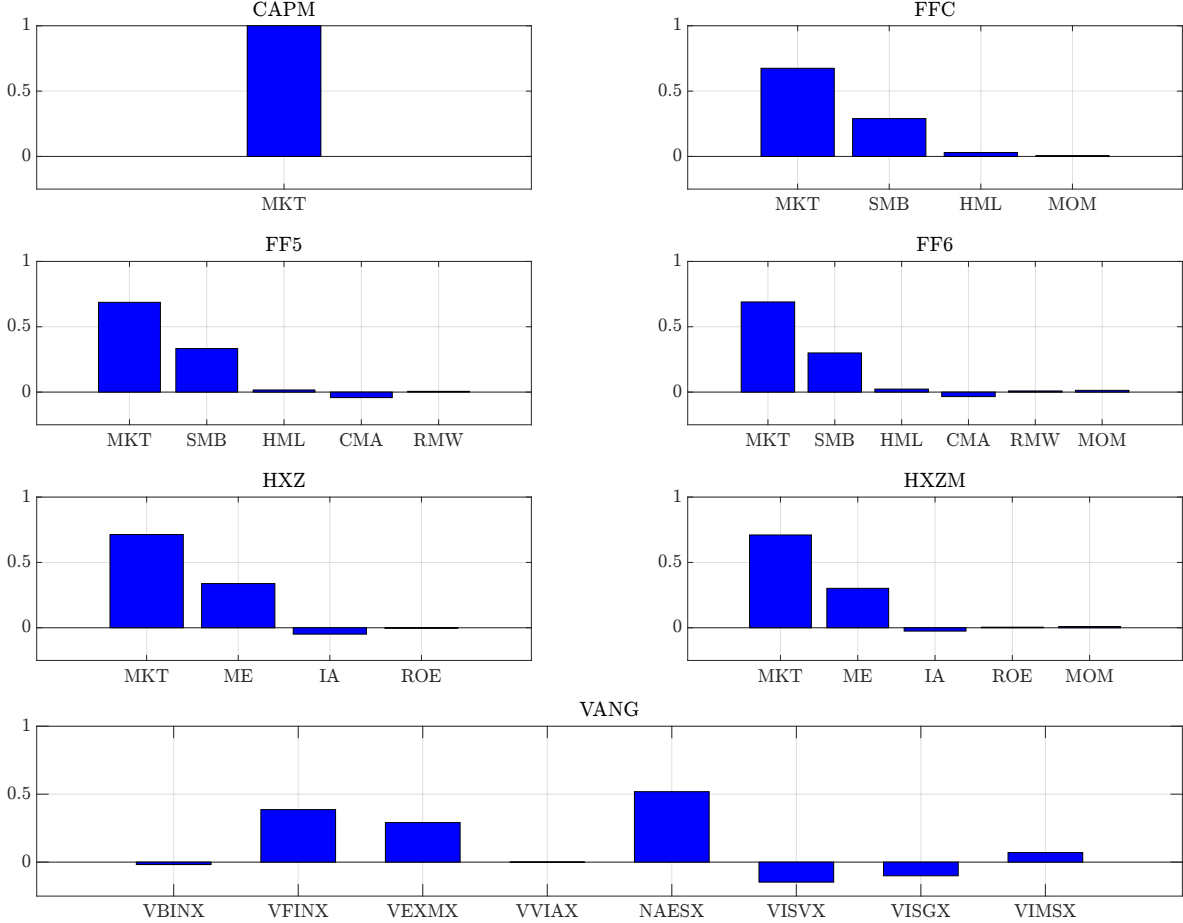 CAPM
1
0.5
0
MKT
FFC
1
0.5
0
MKT SMB HML MOM
FF5
1
0.5
0
MKT SMB HML CMA RMW
FF6
1
0.5
0
MKT SMB HML CMA RMW MOM
HXZ
1
0.5
0
MKT ME IA ROE
HXZM
1
0.5
0
MKT ME IA ROE MOM
VANG
1
0.5
0
VBINX VFINX VEXMX VVIAX NAESX VISVX VISGX VIMSX